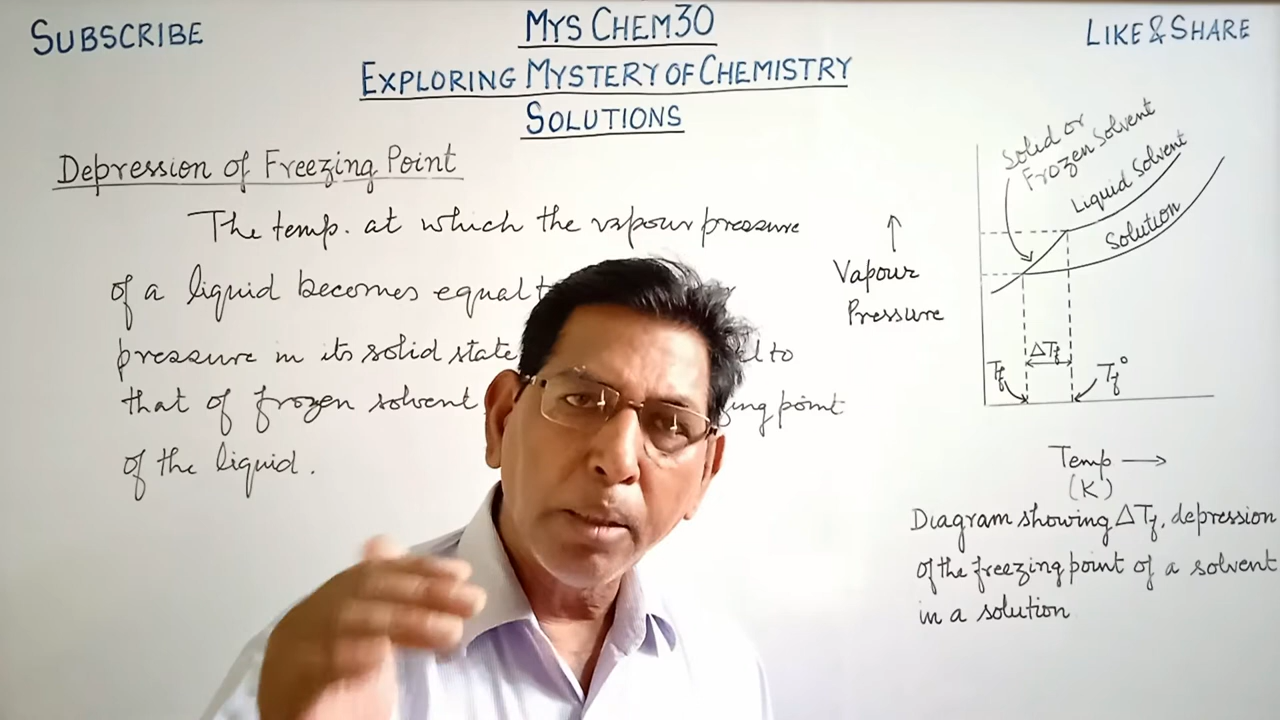 SUBSCRIBE
MYS CHEM30
LIKE & SHARE
EXPLORING MYSTERY OF CHEMISTRY
SOLUTIONS
Depression of Freezing Point
The temp. at which the vapour pressure
of a liquid becomes equal
pressure in its solid state to
that of frozen solvent point
of the liquid.
Solid or
Frozen Solvent
Liquid Solvent
Solution
↑
Vapour
Pressure
ΔTf
Tf
Tf°
Temp →
(K)
Diagram showing ΔTf, depression
of the freezing point of a solvent
in a solution